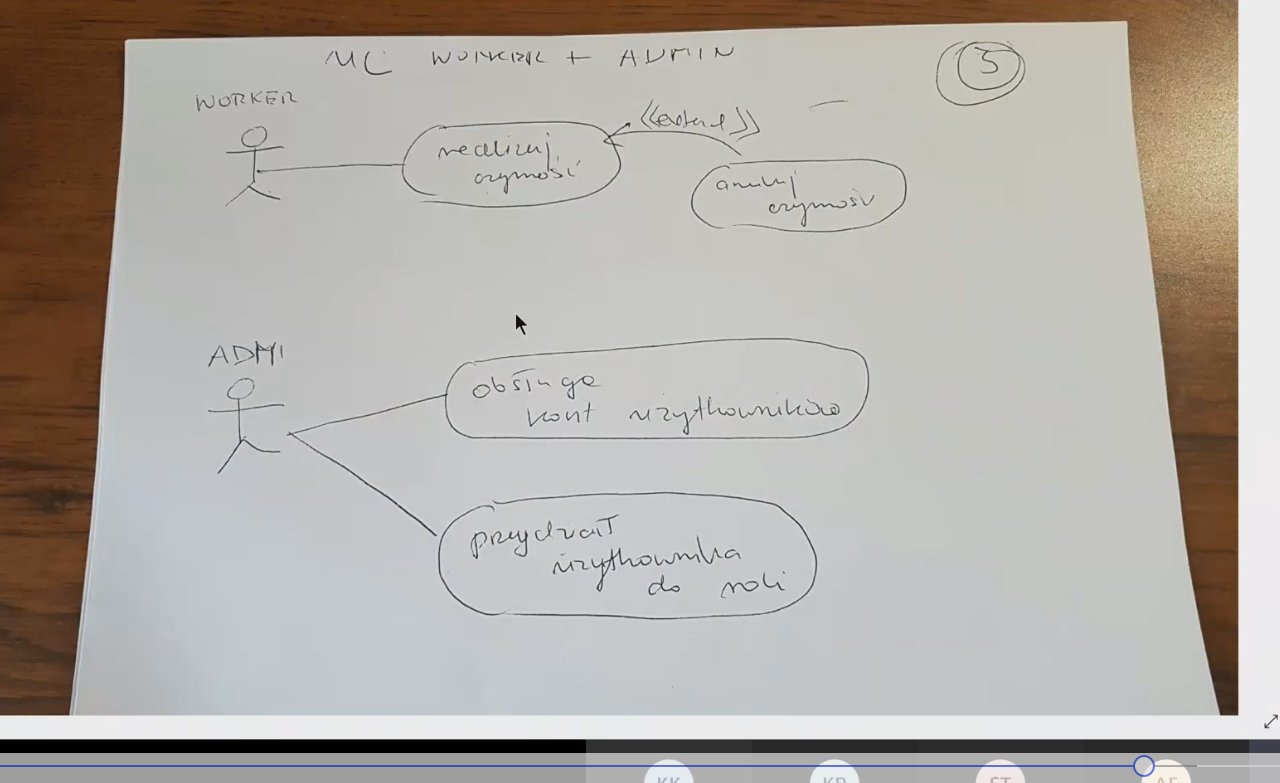 UC WORKER + ADMIN
5
WORKER
<<extend>>
realizuj
czynność
anuluj
czynność
ADMI
obsługa
kont użytkowników
przydział
użytkownika
do roli
KK
KP
ST
AF